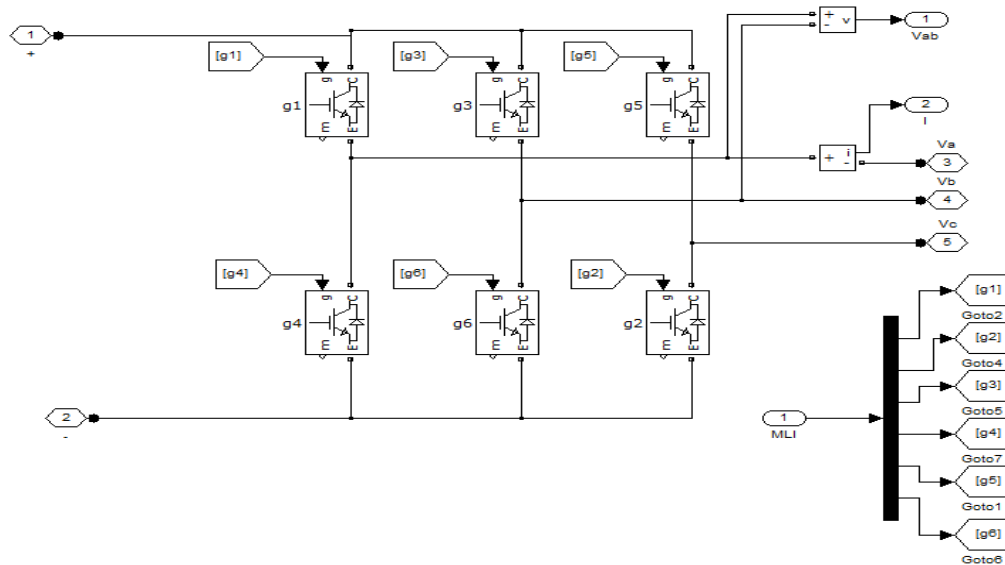 1
+
[g1]
[g3]
[g5]
g
C
g1
m
E
g
C
g3
m
E
g
C
g5
m
E
+
-
v
1
Vab
2
I
+
i
-
Va
3
Vb
4
Vc
5
[g4]
[g6]
[g2]
g
C
g4
m
E
g
C
g6
m
E
g
C
g2
m
E
2
-
1
MLI
[g1]
Goto2
[g2]
Goto4
[g3]
Goto5
[g4]
Goto7
[g5]
Goto1
[g6]
Goto6